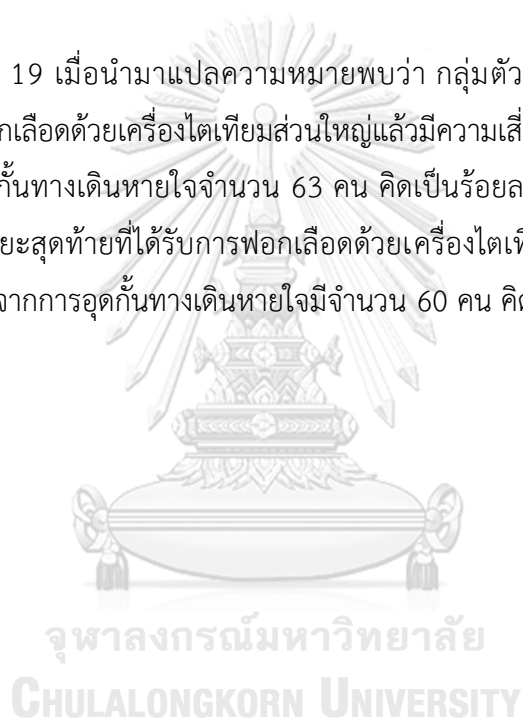 19 เมื่อนำมาแปลความหมายพบว่า กลุ่มตัว
กเลือดด้วยเครื่องไตเทียมส่วนใหญ่แล้วมีความเสี่
กั้นทางเดินหายใจจำนวน 63 คน คิดเป็นร้อยล
ยะสุดท้ายที่ได้รับการฟอกเลือดด้วยเครื่องไตเที
จากการอุดกั้นทางเดินหายใจมีจำนวน 60 คน คิด
จุฬาลงกรณ์มหาวิทยาลัย
CHULALONGKORN UNIVERSITY